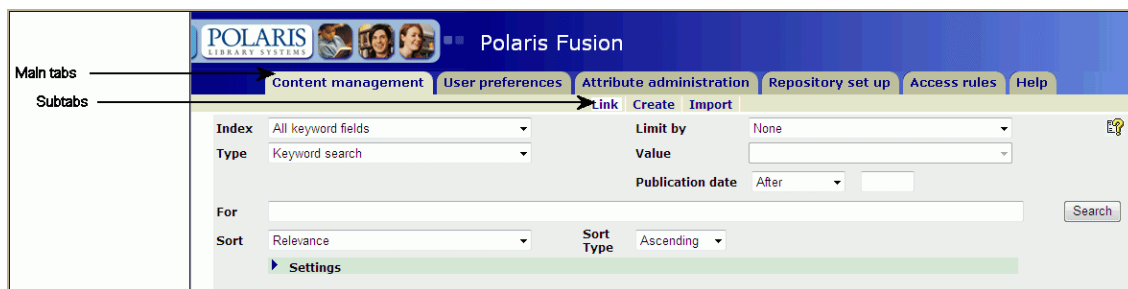 POLARIS
LIBRARY SYSTEMS
Polaris Fusion
Main tabs
Content management User preferences Attribute administration Repository set up Access rules Help
Subtabs
Link Create Import
Index All keyword fields Limit by None
Type Keyword search Value
Publication date After
For Search
Sort Relevance Sort Type Ascending
Settings